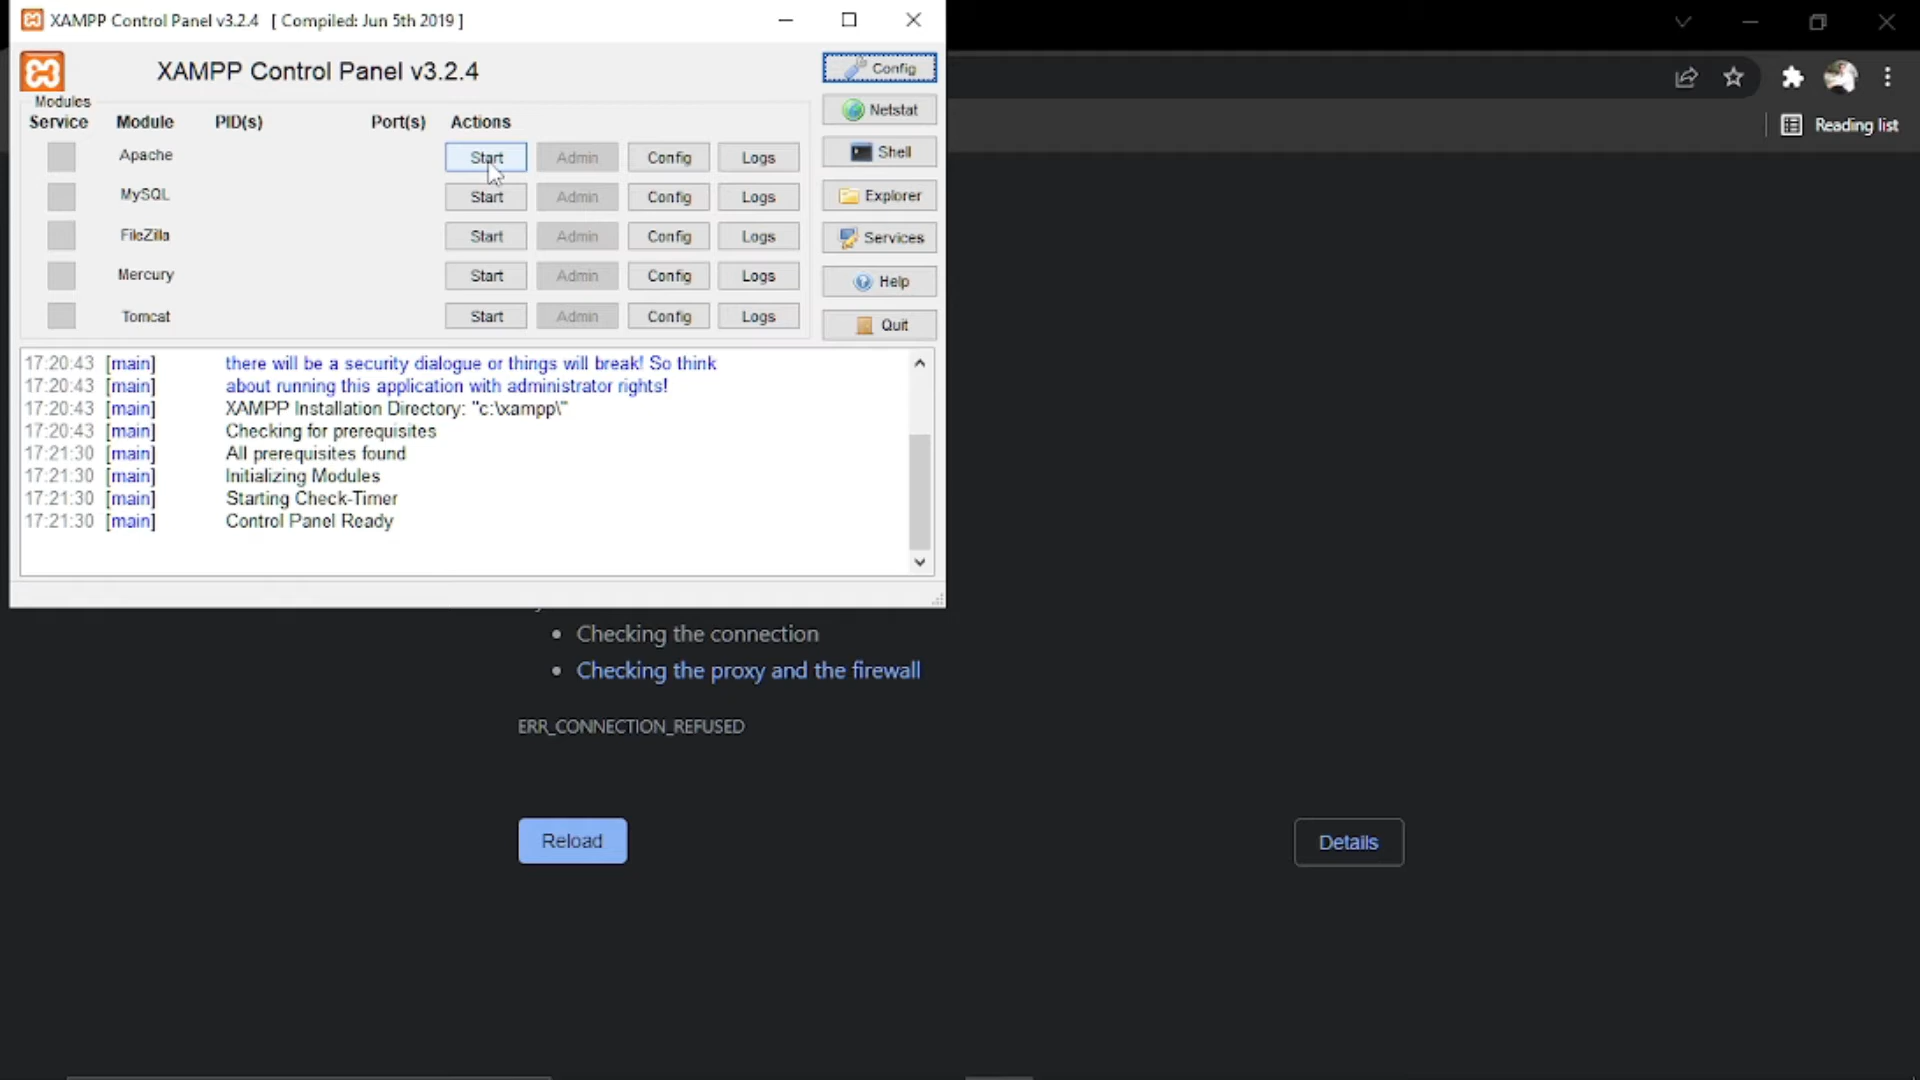 XAMPP Control Panel v3.2.4 [ Compiled: Jun 5th 2019 ]
XAMPP Control Panel v3.2.4
Config
Modules
Service Module PID(s) Port(s) Actions
Netstat
Apache Start Admin Config Logs
Shell
MySQL Start Admin Config Logs
Explorer
FileZilla Start Admin Config Logs
Services
Mercury Start Admin Config Logs
Help
Tomcat Start Admin Config Logs
Quit
17:20:43 [main] there will be a security dialogue or things will break! So think
17:20:43 [main] about running this application with administrator rights!
17:20:43 [main] XAMPP Installation Directory: "c:\xampp\"
17:20:43 [main] Checking for prerequisites
17:21:30 [main] All prerequisites found
17:21:30 [main] Initializing Modules
17:21:30 [main] Starting Check-Timer
17:21:30 [main] Control Panel Ready
Reading list
• Checking the connection
• Checking the proxy and the firewall
ERR_CONNECTION_REFUSED
Reload
Details